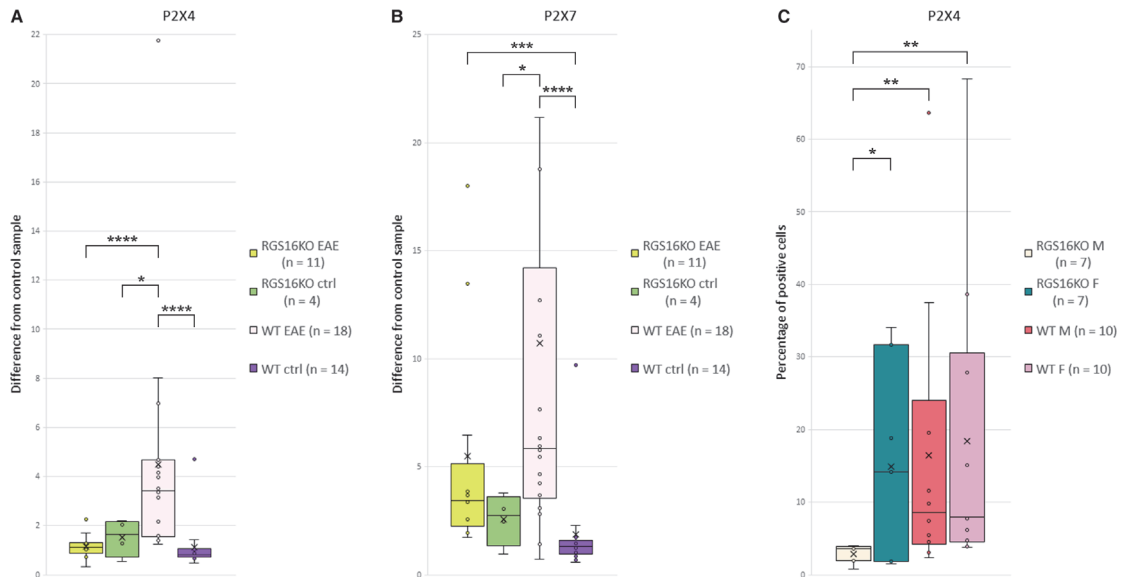 A
P2X4
Difference from control sample
22
20
18
16
14
12
10
8
6
4
2
0
****
*
****
RGS16KO EAE
(n = 11)
RGS16KO ctrl
(n = 4)
WT EAE (n = 18)
WT ctrl (n = 14)
B
P2X7
Difference from control sample
25
20
15
10
5
0
***
*
****
RGS16KO EAE
(n = 11)
RGS16KO ctrl
(n = 4)
WT EAE (n = 18)
WT ctrl (n = 14)
C
P2X4
Percentage of positive cells
70
60
50
40
30
20
10
0
**
**
*
RGS16KO M
(n = 7)
RGS16KO F
(n = 7)
WT M (n = 10)
WT F (n = 10)